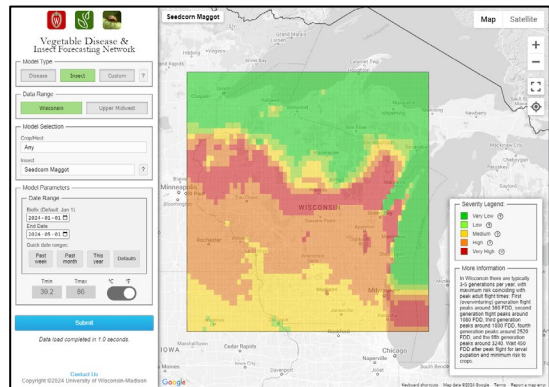 Vegetable Disease &
Insect Forecasting Network
Model Type
Disease
Insect
Custom
?
Data Range
Wisconsin
Upper Midwest
Model Selection
Crop/Host
Any
Insect
Seedcorn Maggot
?
Model Parameters
Date Range
Biofix (Default: Jan 1)
2024-01-01
End Date
2024-05-01
Quick date ranges:
Past week
Past month
This year
Defaults
Tmin
Tmax
°C
°F
39.2
86
Submit
Data load completed in 1.0 seconds.
Contact Us
Copyright ©2024 University of Wisconsin-Madison
Seedcorn Maggot
Map
Satellite
+
−
Minneapolis
Bloomington
Rochester
WISCONSIN
Milwaukee
IOWA
Cedar Rapids
Davenport
Chicago
Naperville
Joliet
Google
Keyboard shortcuts
Map data ©2024 Google
Terms
Report a map error
Severity Legend:
Very Low ?
Low ?
Medium ?
High ?
Very High ?
More Information
In Wisconsin there are typically
3-5 generations per year, with
maximum risk coinciding with
peak adult flight times: First
(overwintering) generation flight
peaks around 360 FDD, second
generation flight peaks around
1080 FDD, third generation
peaks around 1800 FDD, fourth
generation peaks around 2520
FDD, and the fifth generation
peaks around 3240. Wait 450
FDD after peak flight for larval
pupation and minimum risk to
crops.